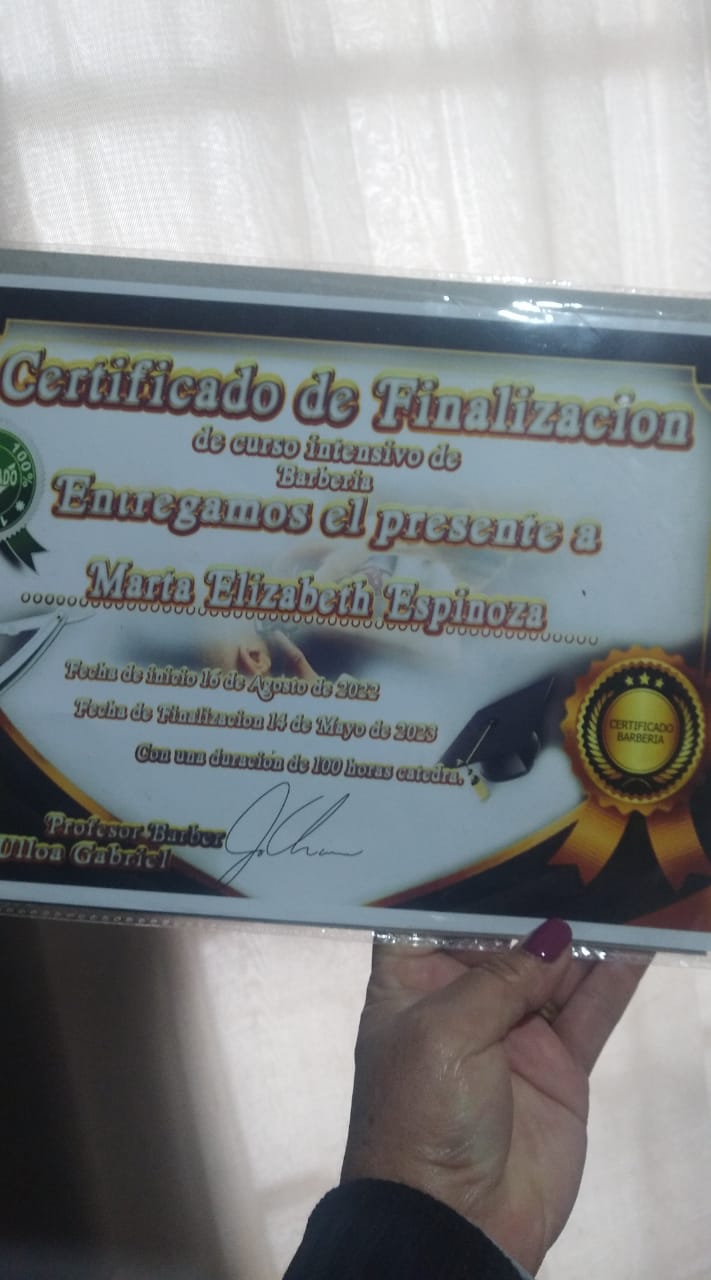 Certificado de Finalizacion
de curso intensivo de
Barberia
Entregamos el presente a
Marta Elizabeth Espinoza
Fecha de inicio 16 de Agosto de 2022
Fecha de Finalizacion 14 de Mayo de 2023
Con una duración de 100 horas catedra.
Profesor Barber
Ulloa Gabriel
CERTIFICADO
BARBERIA
100%